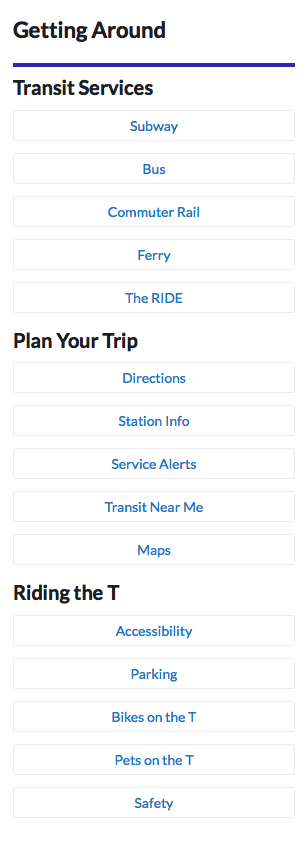 Getting Around
Transit Services
Subway
Bus
Commuter Rail
Ferry
The RIDE
Plan Your Trip
Directions
Station Info
Service Alerts
Transit Near Me
Maps
Riding the T
Accessibility
Parking
Bikes on the T
Pets on the T
Safety